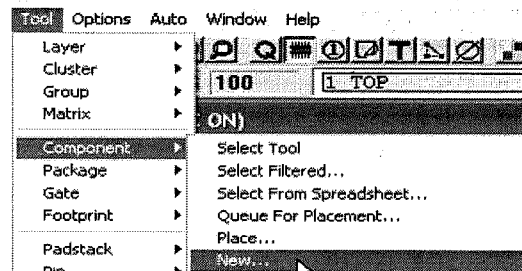 Tool Options Auto Window Help
Layer
Cluster
Group
Matrix
100 1 TOP
ON)
Component
Package
Gate
Footprint
Padstack
Pin
Select Tool
Select Filtered...
Select From Spreadsheet...
Queue For Placement...
Place...
New...